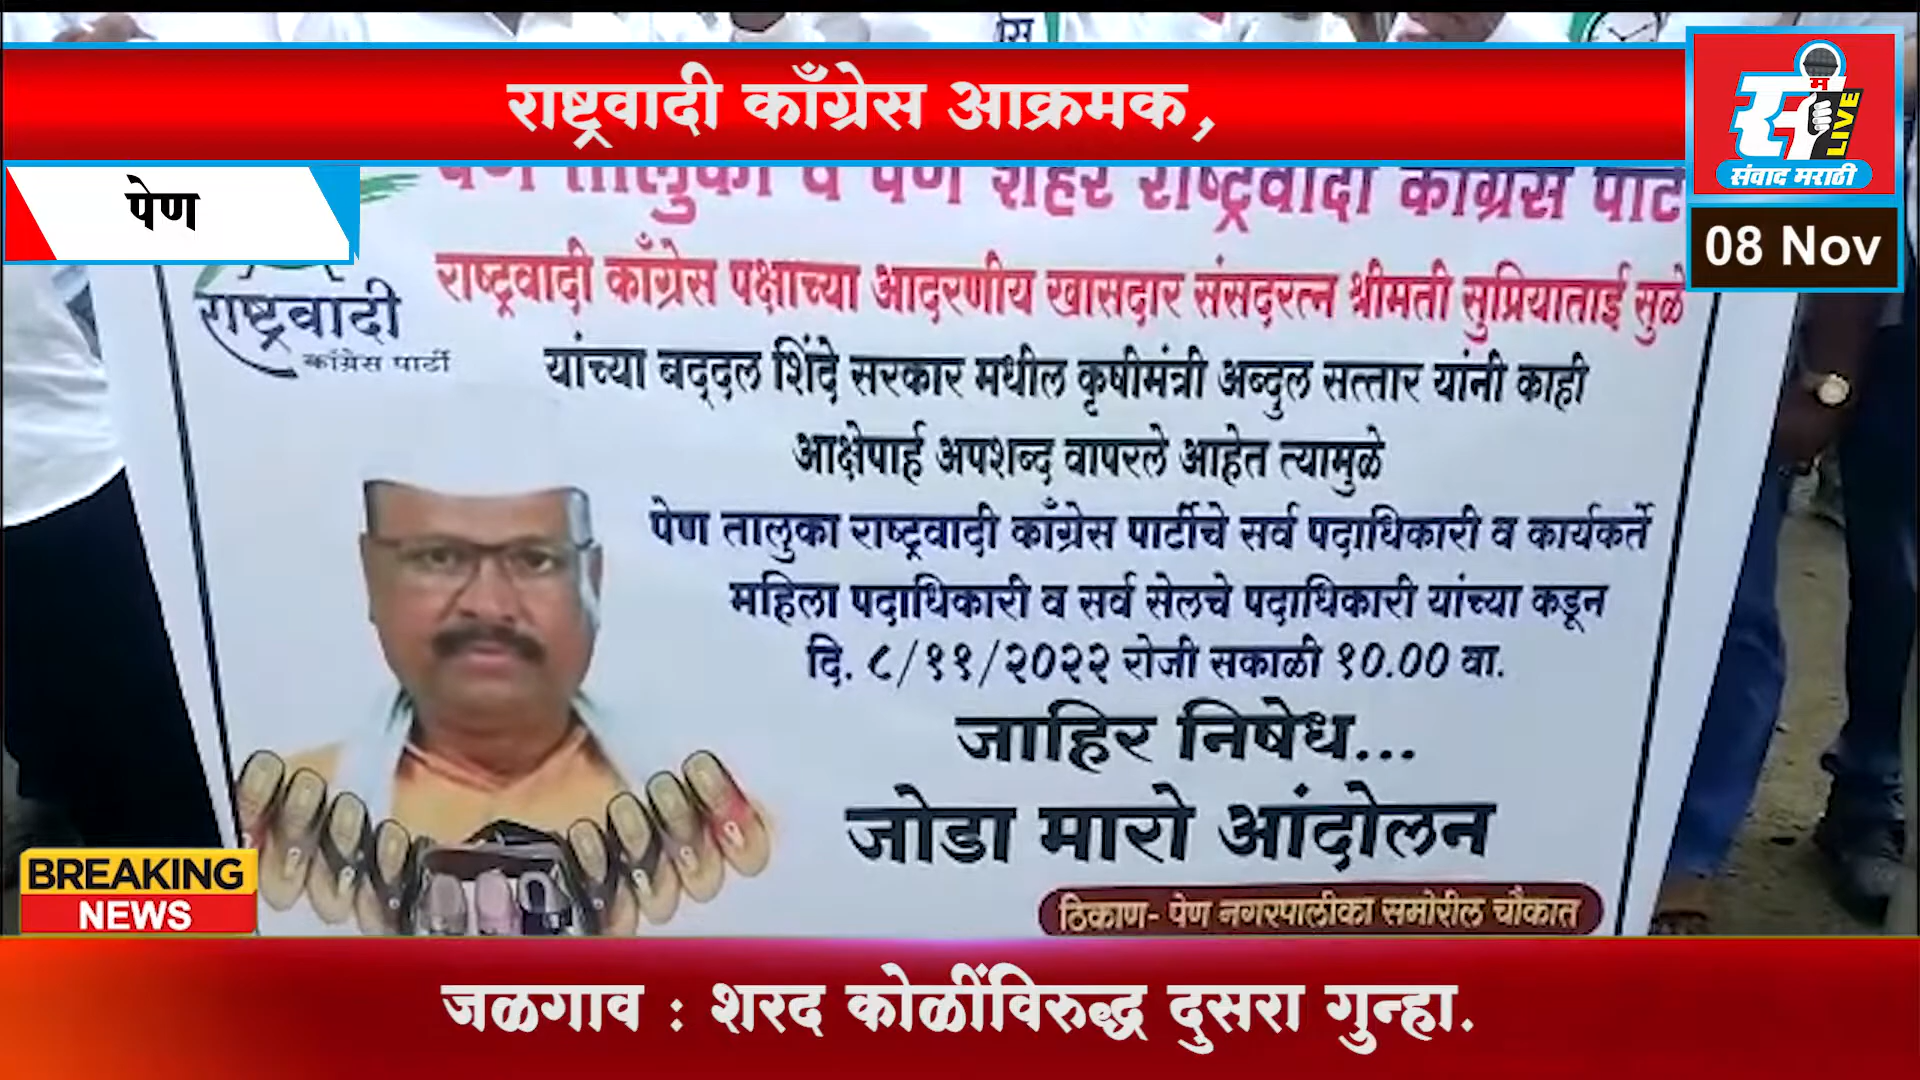 राष्ट्रवादी काँग्रेस आक्रमक,
LIVE
संवाद मराठी
08 Nov
पेण
पेण तालुका व पेण शहर राष्ट्रवादी काँग्रेस
राष्ट्रवादी
काँग्रेस पार्टी
राष्ट्रवादी काँग्रेस पक्षाच्या आदरणीय खासदार संसदरत्न श्रीमती सुप्रियाताई सुळे
यांच्या बद्दल शिंदे सरकार मधील कृषीमंत्री अब्दुल सत्तार यांनी काही
आक्षेपार्ह अपशब्द वापरले आहेत त्यामुळे
पेण तालुका राष्ट्रवादी काँग्रेस पार्टीचे सर्व पदाधिकारी व कार्यकर्ते
महिला पदाधिकारी व सर्व सेलचे पदाधिकारी यांच्या कडून
दि. ८/११/२०२२ रोजी सकाळी १०.०० वा.
जाहिर निषेध...
जोडा मारो आंदोलन
ठिकाण- पेण नगरपालीका समोरील चौकात
BREAKING
NEWS
जळगाव : शरद कोळींविरुद्ध दुसरा गुन्हा.